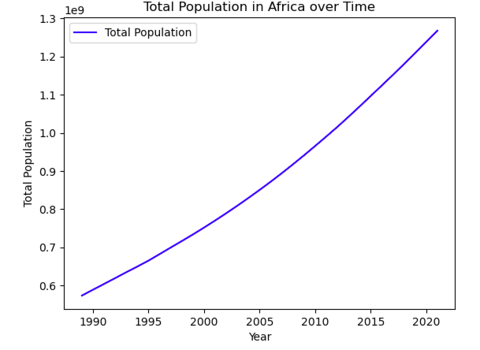 Total Population in Africa over Time
1e9
Total Population
1.3
1.2
1.1
1.0
0.9
0.8
0.7
0.6
Total Population
1990 1995 2000 2005 2010 2015 2020
Year